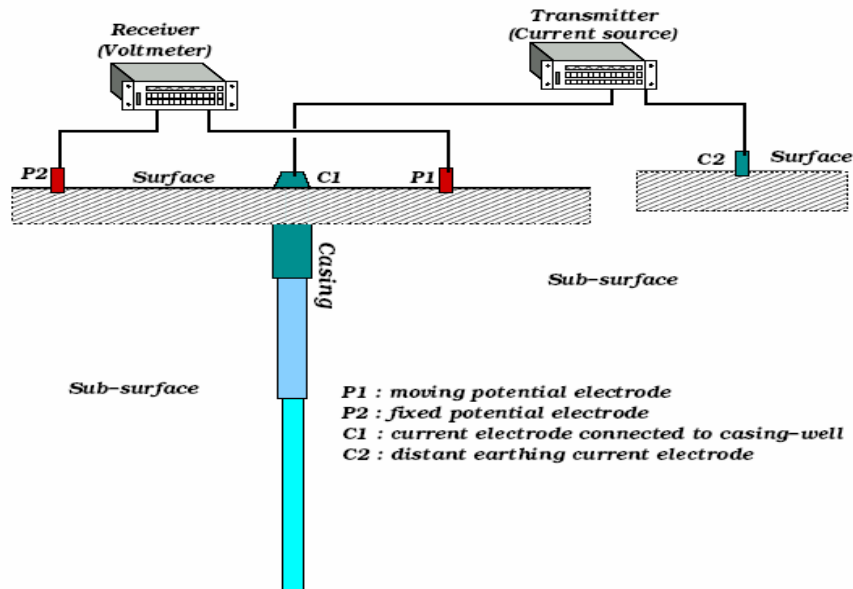 Receiver
(Voltmeter)
Transmitter
(Current source)
P2
Surface
C1
P1
C2
Surface
Casing
Sub-surface
Sub-surface
P1 : moving potential electrode
P2 : fixed potential electrode
C1 : current electrode connected to casing-well
C2 : distant earthing current electrode